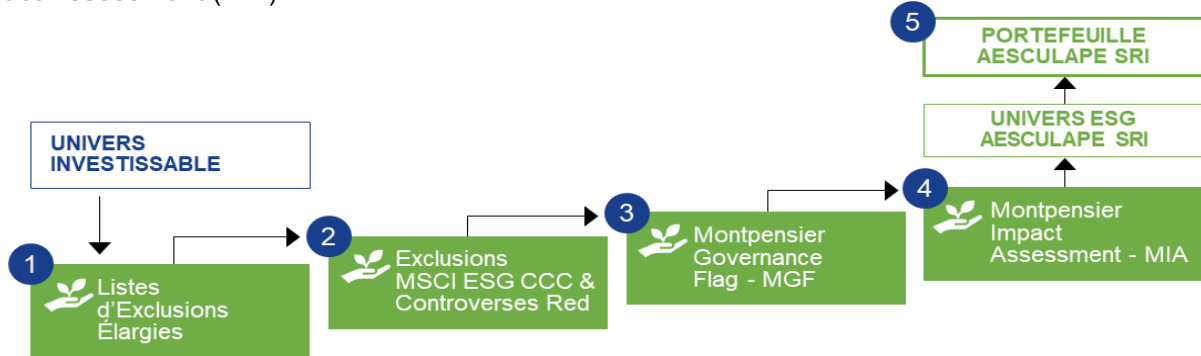 UNIVERS
INVESTISSABLE
1
Listes
d'Exclusions
Élargies
2
Exclusions
MSCI ESG CCC &
Controverses Red
3
Montpensier
Governance
Flag - MGF
4
Montpensier
Impact
Assessment - MIA
UNIVERS ESG
AESCULAPE SRI
5
PORTEFEUILLE
AESCULAPE SRI